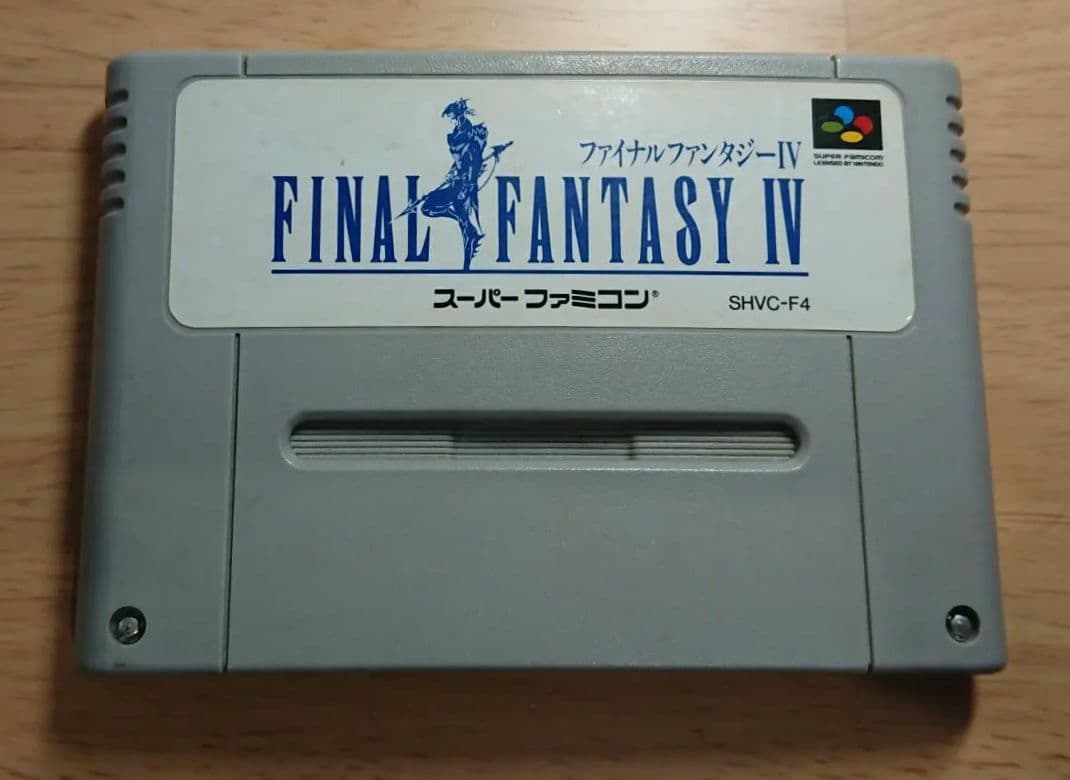 ファイナルファンタジーIV
FINAL FANTASY IV
SUPER FAMICOM
LICENSED BY NINTENDO
スーパーファミコン®
SHVC-F4